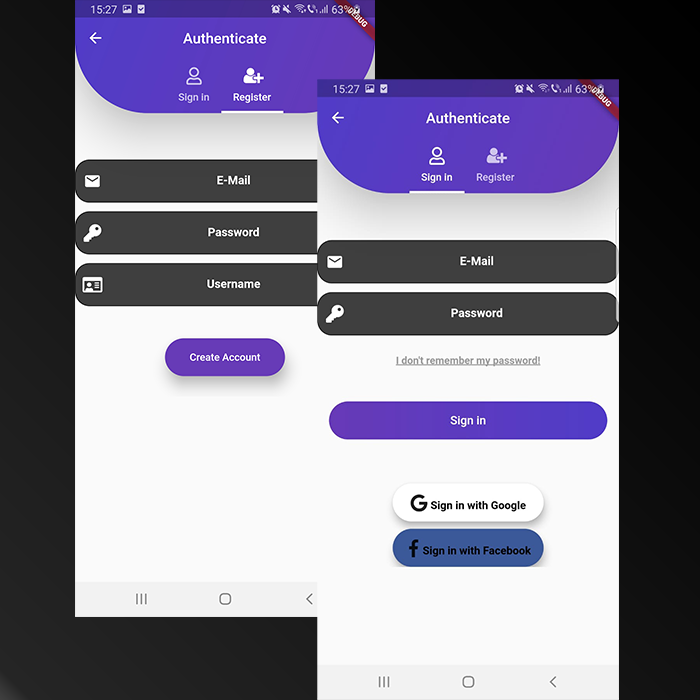 15:27
63%
DEBUG
Authenticate
Sign in
Register
E-Mail
Password
Username
Create Account
15:27
63%
DEBUG
Authenticate
Sign in
Register
E-Mail
Password
I don't remember my password!
Sign in
G Sign in with Google
f Sign in with Facebook